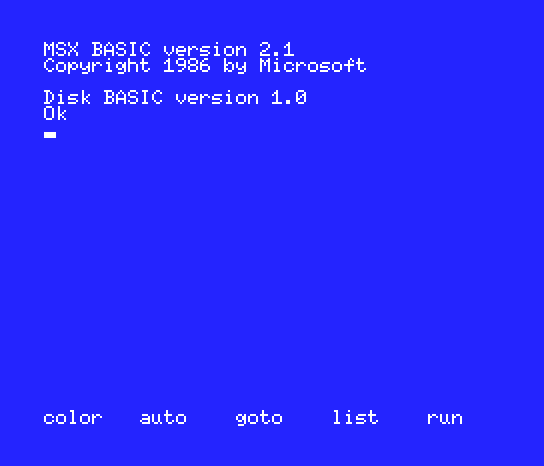 MSX BASIC version 2.1
Copyright 1986 by Microsoft
Disk BASIC version 1.0
Ok
color auto goto list run